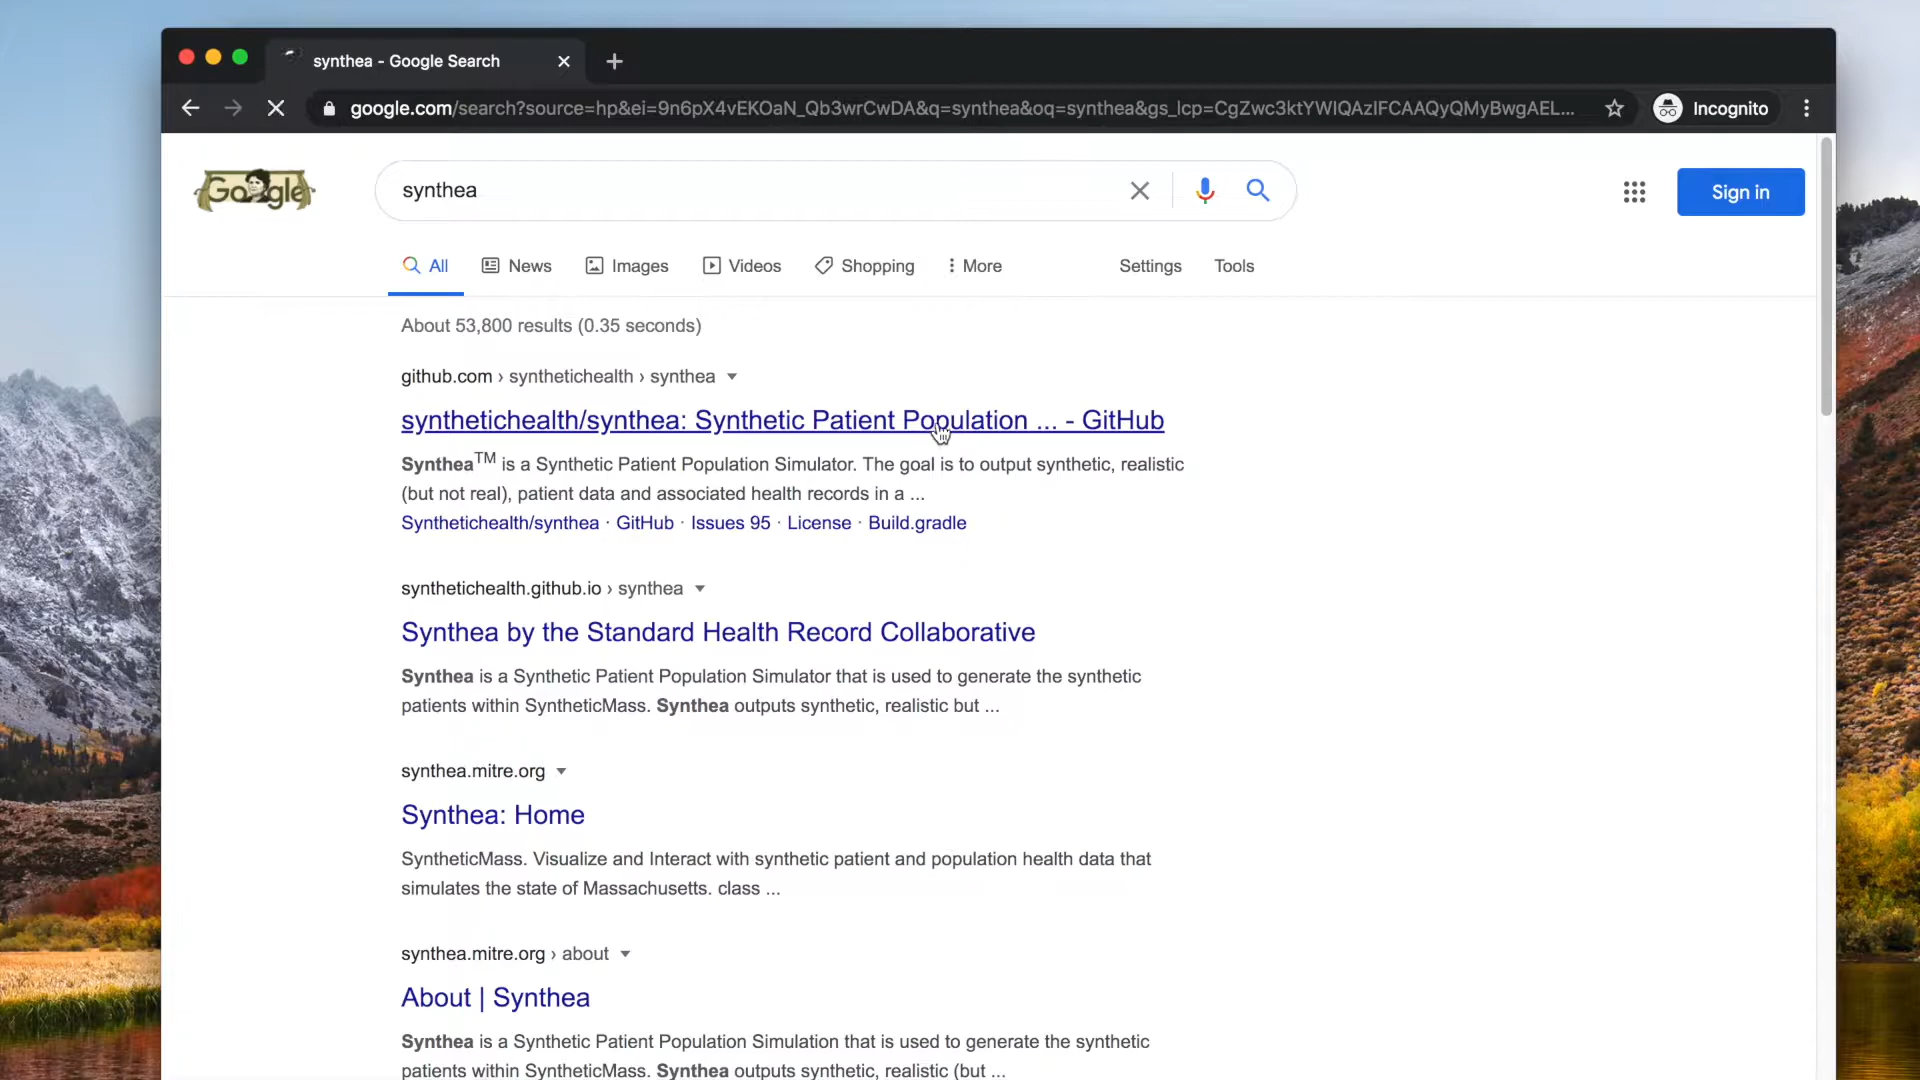 synthea - Google Search
google.com/search?source=hp&ei=9n6pX4vEKOaN_Qb3wrCwDA&q=synthea&oq=synthea&gs_lcp=CgZwc3ktYWIQAzIFCAAQyQMyBwgAEL...
Incognito
Google
synthea
Sign in
All News Images Videos Shopping More Settings Tools
About 53,800 results (0.35 seconds)
github.com › synthetichealth › synthea
synthetichealth/synthea: Synthetic Patient Population ... - GitHub
Synthea™ is a Synthetic Patient Population Simulator. The goal is to output synthetic, realistic
(but not real), patient data and associated health records in a ...
Synthetichealth/synthea · GitHub · Issues 95 · License · Build.gradle
synthetichealth.github.io › synthea
Synthea by the Standard Health Record Collaborative
Synthea is a Synthetic Patient Population Simulator that is used to generate the synthetic
patients within SyntheticMass. Synthea outputs synthetic, realistic but ...
synthea.mitre.org
Synthea: Home
SyntheticMass. Visualize and Interact with synthetic patient and population health data that
simulates the state of Massachusetts. class ...
synthea.mitre.org › about
About | Synthea
Synthea is a Synthetic Patient Population Simulation that is used to generate the synthetic
patients within SyntheticMass. Synthea outputs synthetic, realistic (but ...